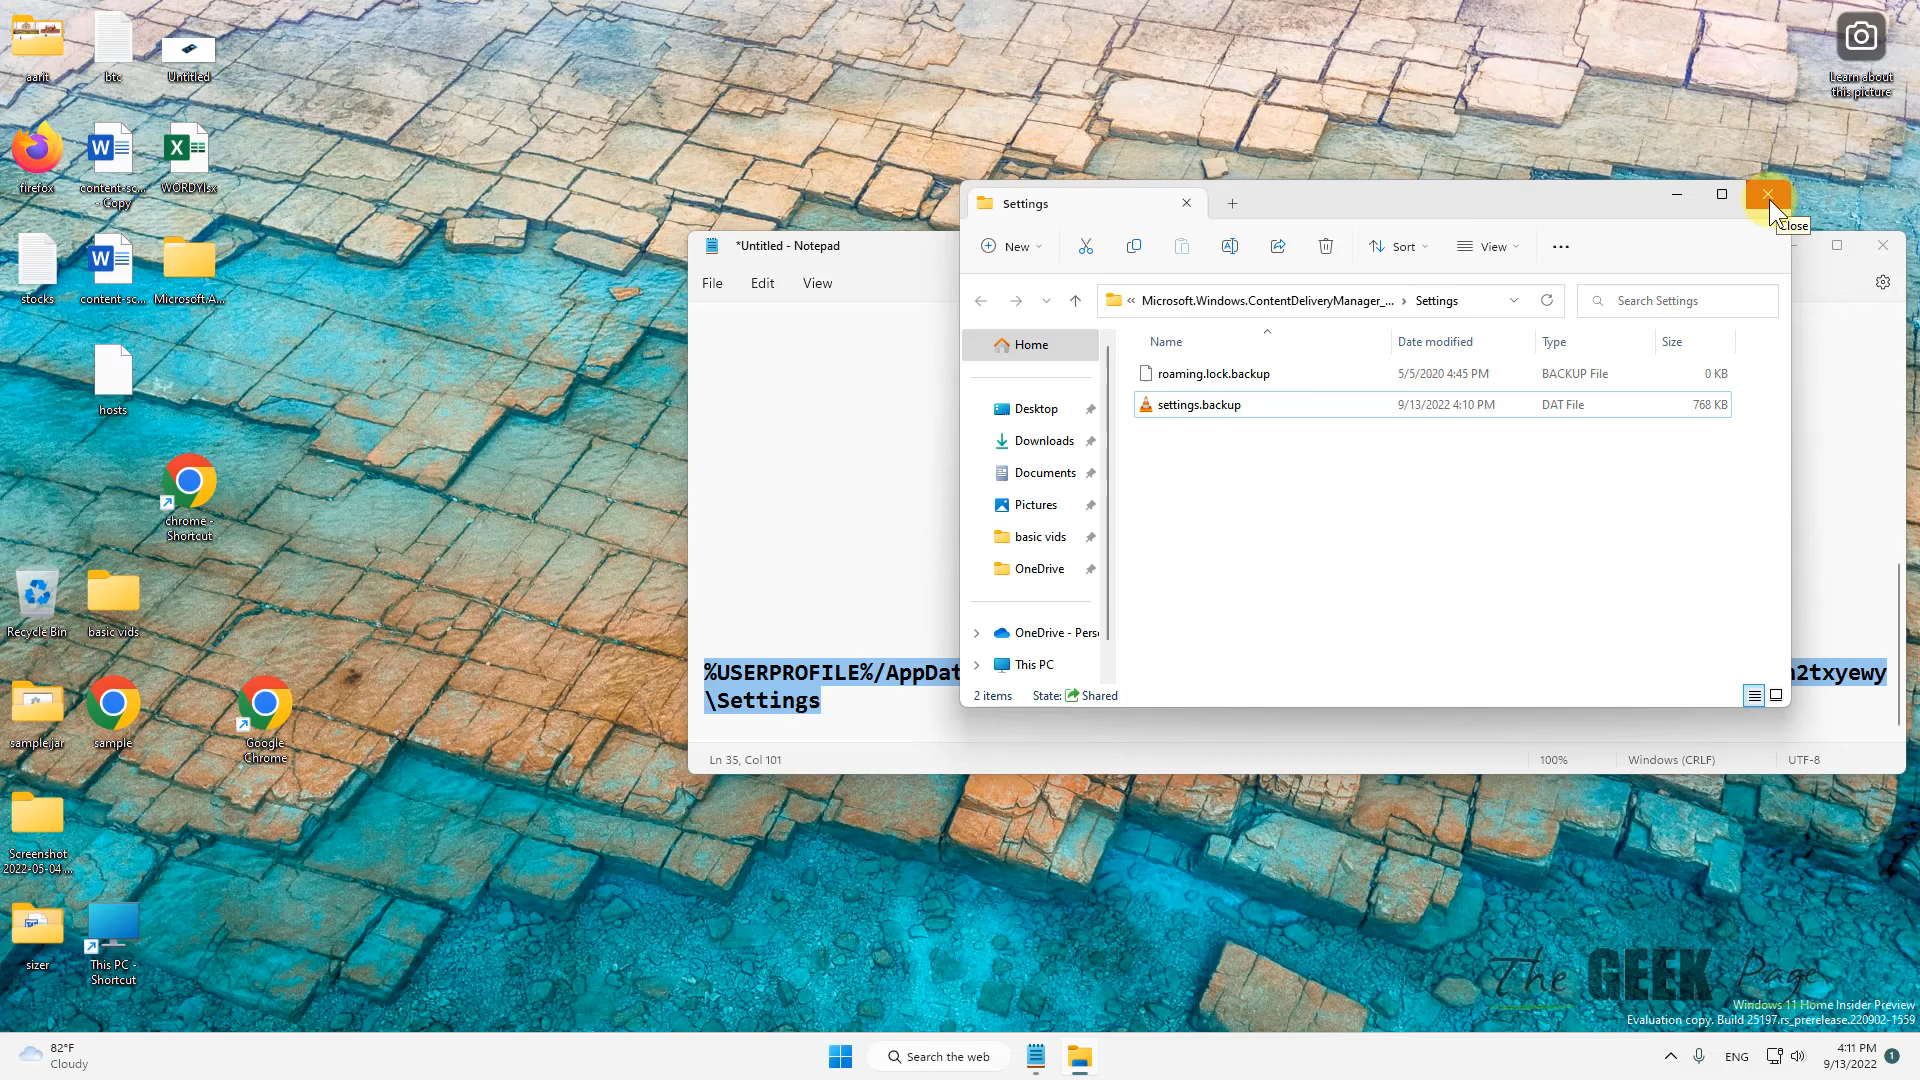 aarit
btc
Untitled
Learn about
this picture
firefox
content-sc...
- Copy
WORDYlsx
stocks
content-sc...
Microsoft.A...
hosts
chrome -
Shortcut
Recycle Bin
basic vids
sample.jar
sample
Google
Chrome
Screenshot
2022-05-04 ...
sizer
This PC -
Shortcut
Settings
Close
*Untitled - Notepad
File
Edit
View
New
Sort
View
Microsoft.Windows.ContentDeliveryManager_... > Settings
Search Settings
Name
Date modified
Type
Size
roaming.lock.backup
5/5/2020 4:45 PM
BACKUP File
0 KB
settings.backup
9/13/2022 4:10 PM
DAT File
768 KB
Home
Desktop
Downloads
Documents
Pictures
basic vids
OneDrive
OneDrive - Pers
This PC
2 items
State:
Shared
%USERPROFILE%/AppDat
2txyewy
\Settings
Ln 35, Col 101
100%
Windows (CRLF)
UTF-8
The GEEK Page
Windows 11 Home Insider Preview
Evaluation copy. Build 25197.rs_prerelease.220902-1559
82°F
Cloudy
Search the web
ENG
4:11 PM
9/13/2022
1